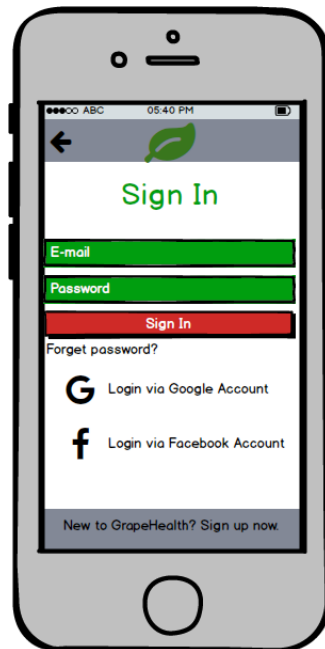 ABC 05:40 PM
Sign In
E-mail
Password
Sign In
Forget password?
G Login via Google Account
f Login via Facebook Account
New to GrapeHealth? Sign up now.